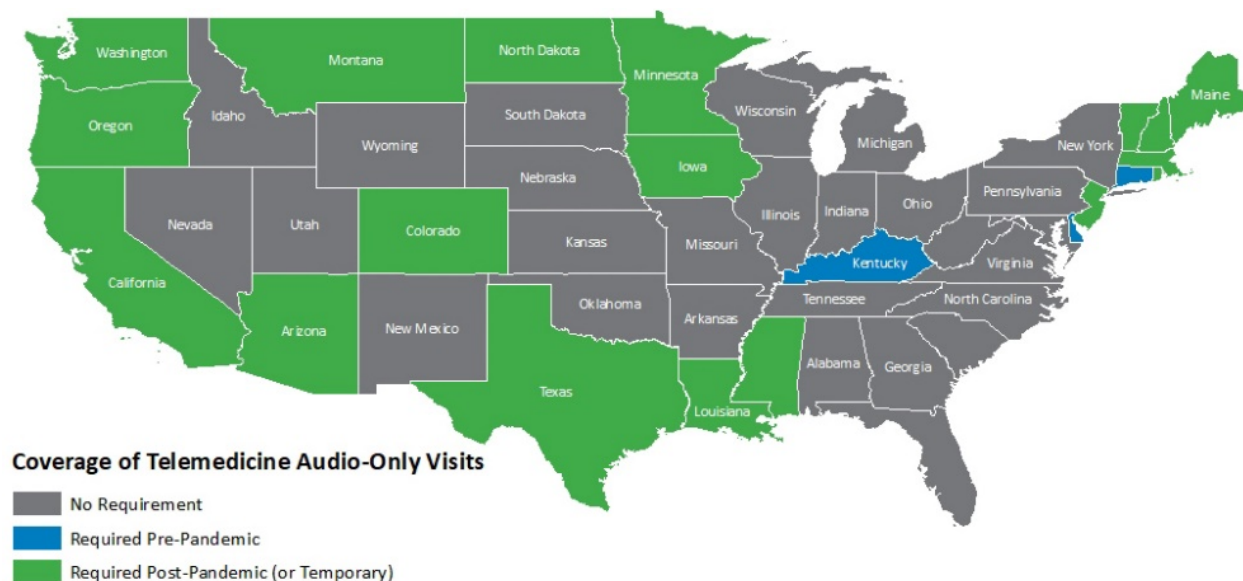 Washington
Montana
North Dakota
Minnesota
Maine
Oregon
Idaho
South Dakota
Wisconsin
Michigan
New York
Wyoming
Iowa
Nebraska
Pennsylvania
Nevada
Utah
Colorado
Illinois
Indiana
Ohio
Kansas
Missouri
Kentucky
Virginia
California
Arizona
New Mexico
Oklahoma
Arkansas
Tennessee
North Carolina
Texas
Louisiana
Alabama
Georgia
Coverage of Telemedicine Audio-Only Visits
No Requirement
Required Pre-Pandemic
Required Post-Pandemic (or Temporary)